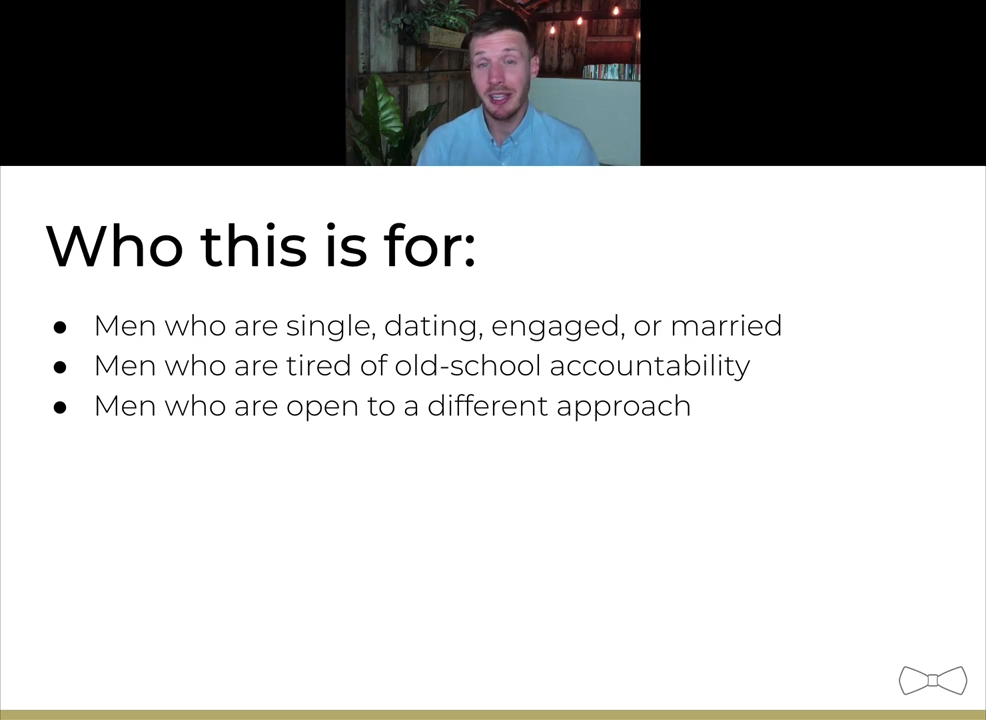 Who this is for:
● Men who are single, dating, engaged, or married
● Men who are tired of old-school accountability
● Men who are open to a different approach